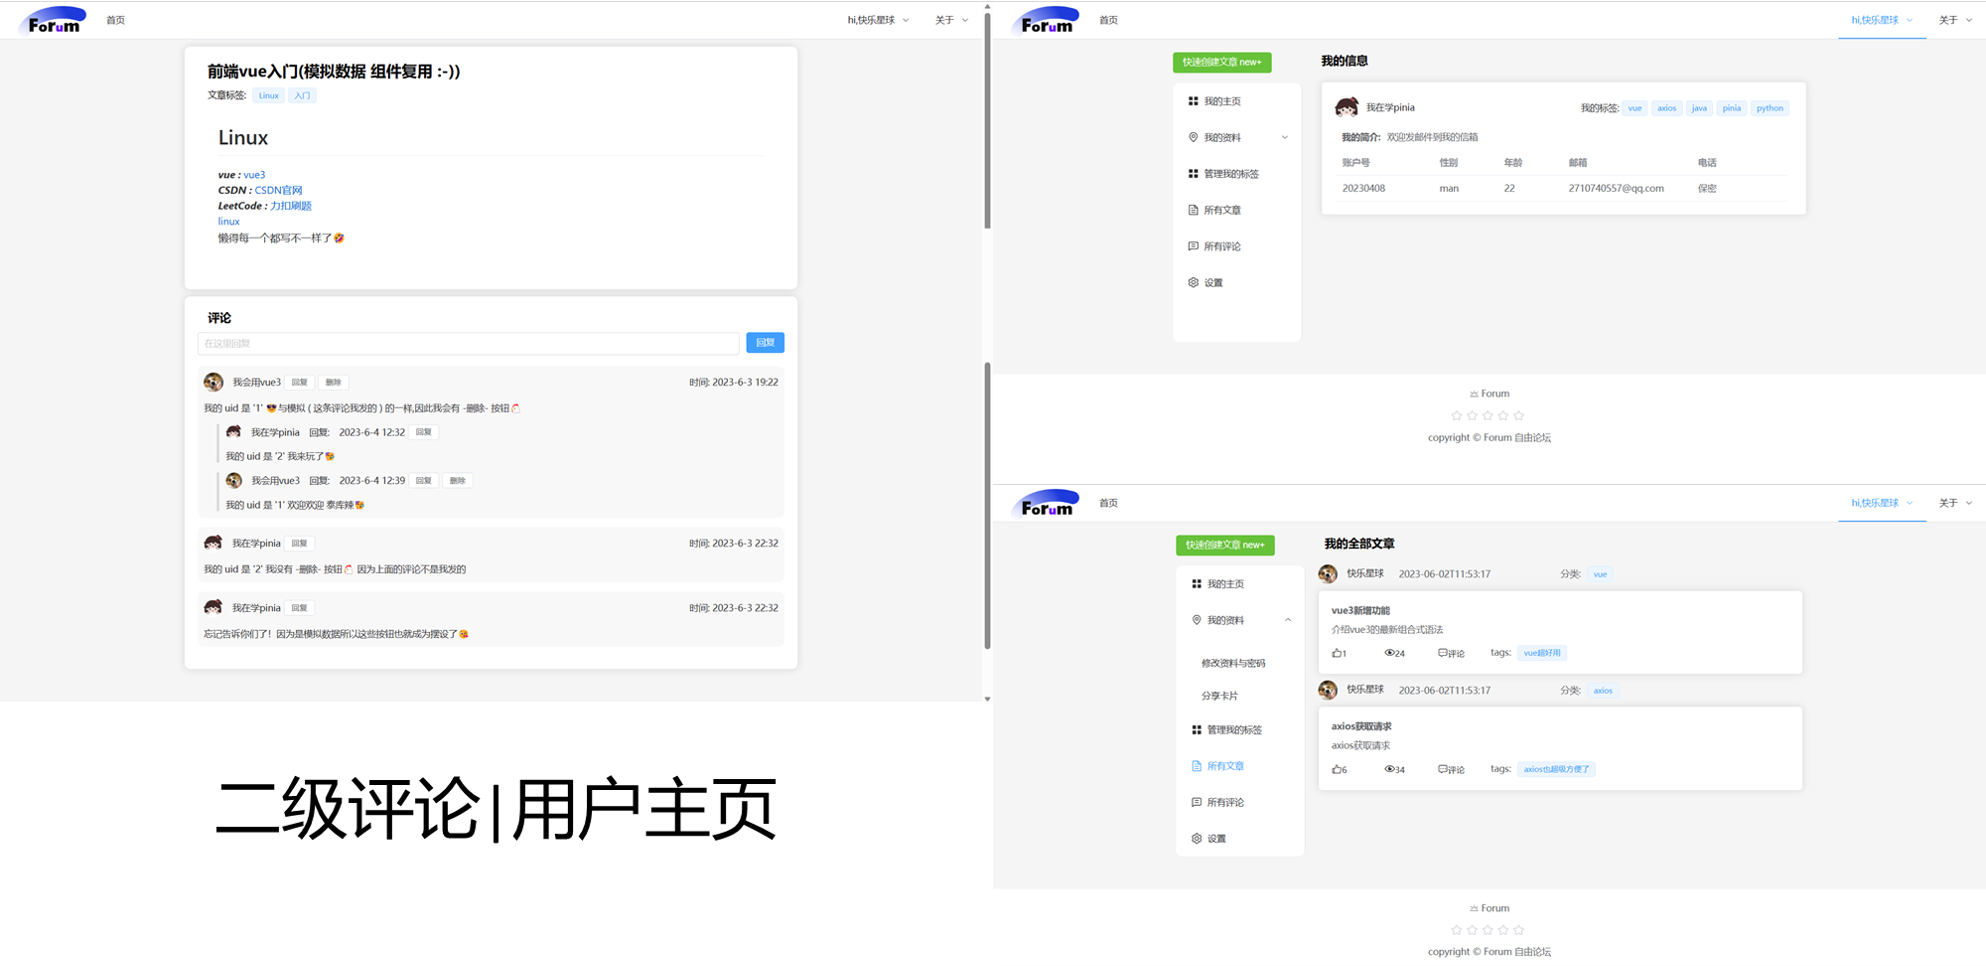 Forum 首页 hi,快乐星球 关于
前端vue入门(模拟数据 组件复用 :-))
文章标签: Linux 入门
Linux
vue : vue3
CSDN : CSDN官网
LeetCode : 力扣刷题
linux
懒得每一个都写不一样了🤣
评论
在这里回复 回复
我会用vue3 回复 删除 时间: 2023-6-3 19:22
我的 uid 是 '1' 😎与模拟 ( 这条评论我发的 ) 的一样,因此我会有 -删除- 按钮
我在学pinia 回复: 2023-6-4 12:32 回复
我的 uid 是 '2' 我来玩了
我会用vue3 回复: 2023-6-4 12:39 回复 删除
我的 uid 是 '1' 欢迎欢迎 泰库辣
我在学pinia 回复 时间: 2023-6-3 22:32
我的 uid 是 '2' 我没有 -删除- 按钮 因为上面的评论不是我发的
我在学pinia 回复 时间: 2023-6-3 22:32
忘记告诉你们了! 因为是模拟数据所以这些按钮也就成为摆设了😘
二级评论|用户主页
Forum 首页 hi,快乐星球 关于
快速创建文章 new+
我的主页
我的资料
管理我的标签
所有文章
所有评论
设置
我的信息
我在学pinia 我的标签: vue axios java pinia python
我的简介: 欢迎发邮件到我的信箱
账户号 性别 年龄 邮箱 电话
20230408 man 22 2710740557@qq.com 保密
Forum
copyright © Forum 自由论坛
Forum 首页 hi,快乐星球 关于
快速创建文章 new+
我的主页
我的资料
修改资料与密码
分享卡片
管理我的标签
所有文章
所有评论
设置
我的全部文章
快乐星球 2023-06-02T11:53:17 分类: vue
vue3新增功能
介绍vue3的最新组合式语法
1 24 评论 tags: vue超好用
快乐星球 2023-06-02T11:53:17 分类: axios
axios获取请求
axios获取请求
6 34 评论 tags: axios也超级方便了
Forum
copyright © Forum 自由论坛